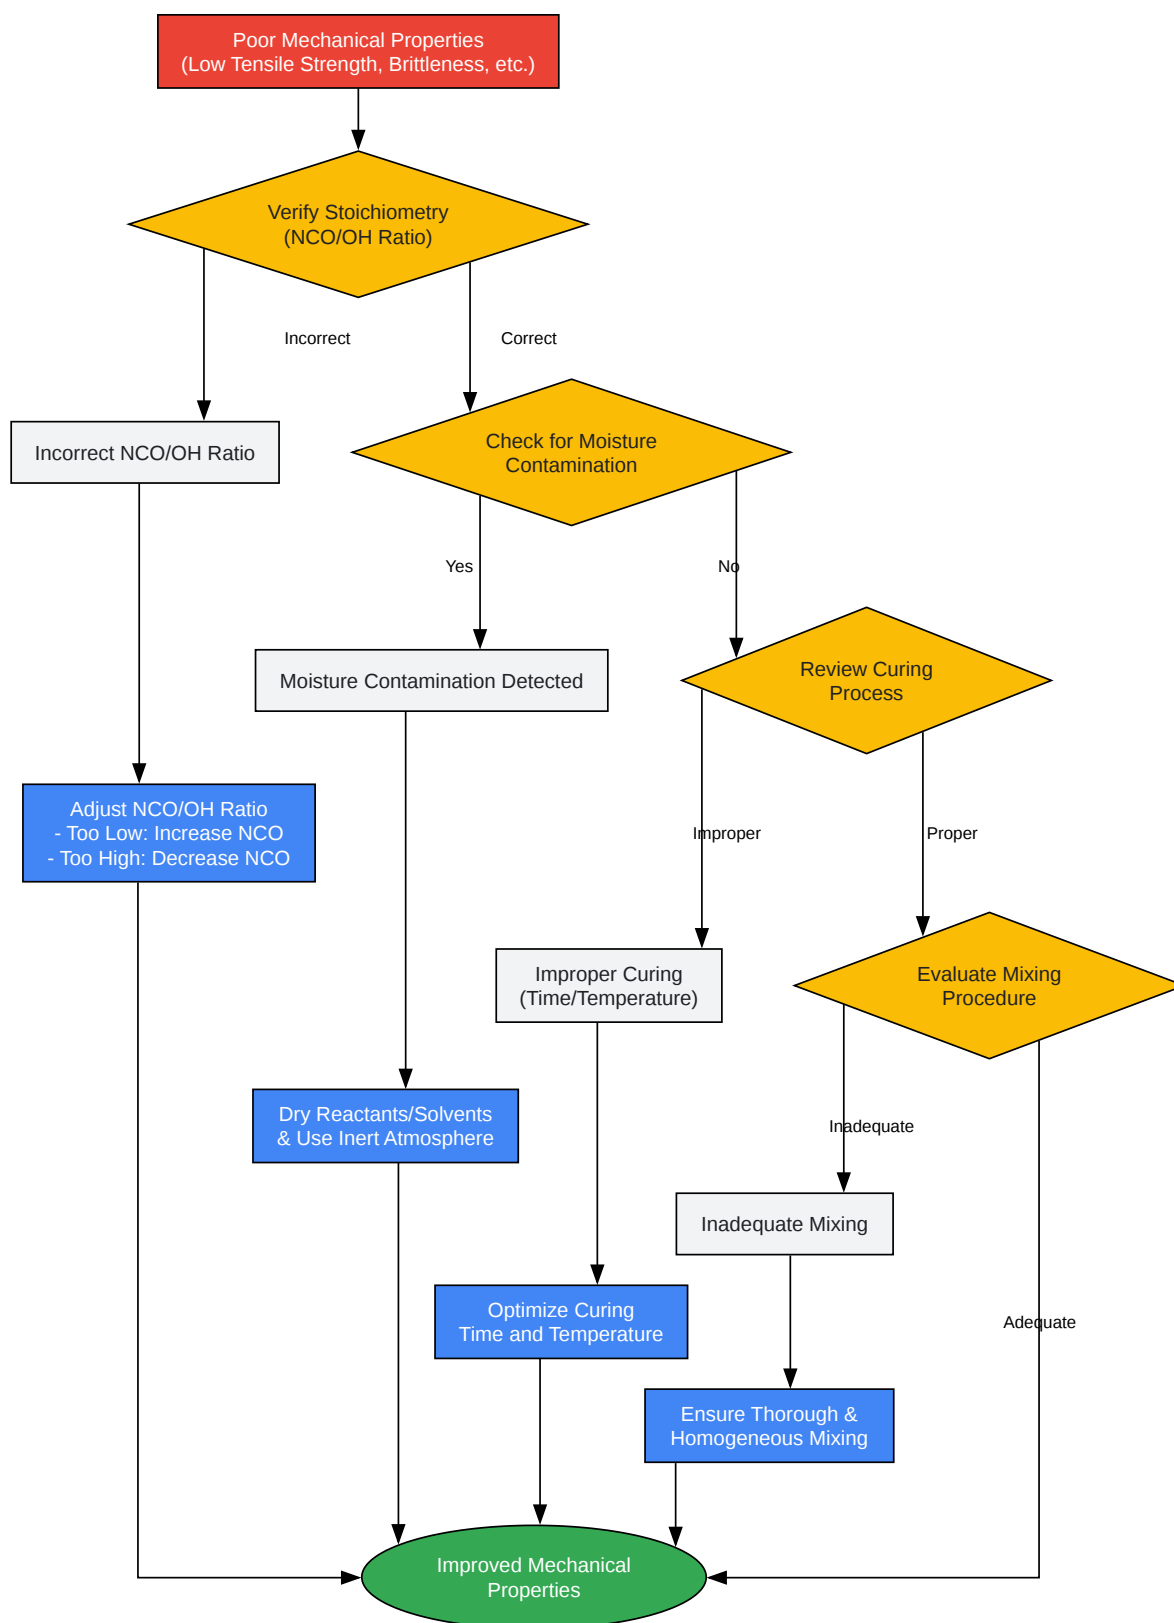 Poor Mechanical Properties
(Low Tensile Strength, Brittleness, etc.)
Verify Stoichiometry
(NCO/OH Ratio)
Incorrect
Correct
Incorrect NCO/OH Ratio
Check for Moisture
Contamination
Yes
No
Moisture Contamination Detected
Review Curing
Process
Adjust NCO/OH Ratio
- Too Low: Increase NCO
- Too High: Decrease NCO
Improper
Proper
Improper Curing
(Time/Temperature)
Evaluate Mixing
Procedure
Dry Reactants/Solvents
& Use Inert Atmosphere
Inadequate
Inadequate Mixing
Optimize Curing
Time and Temperature
Adequate
Ensure Thorough &
Homogeneous Mixing
Improved Mechanical
Properties